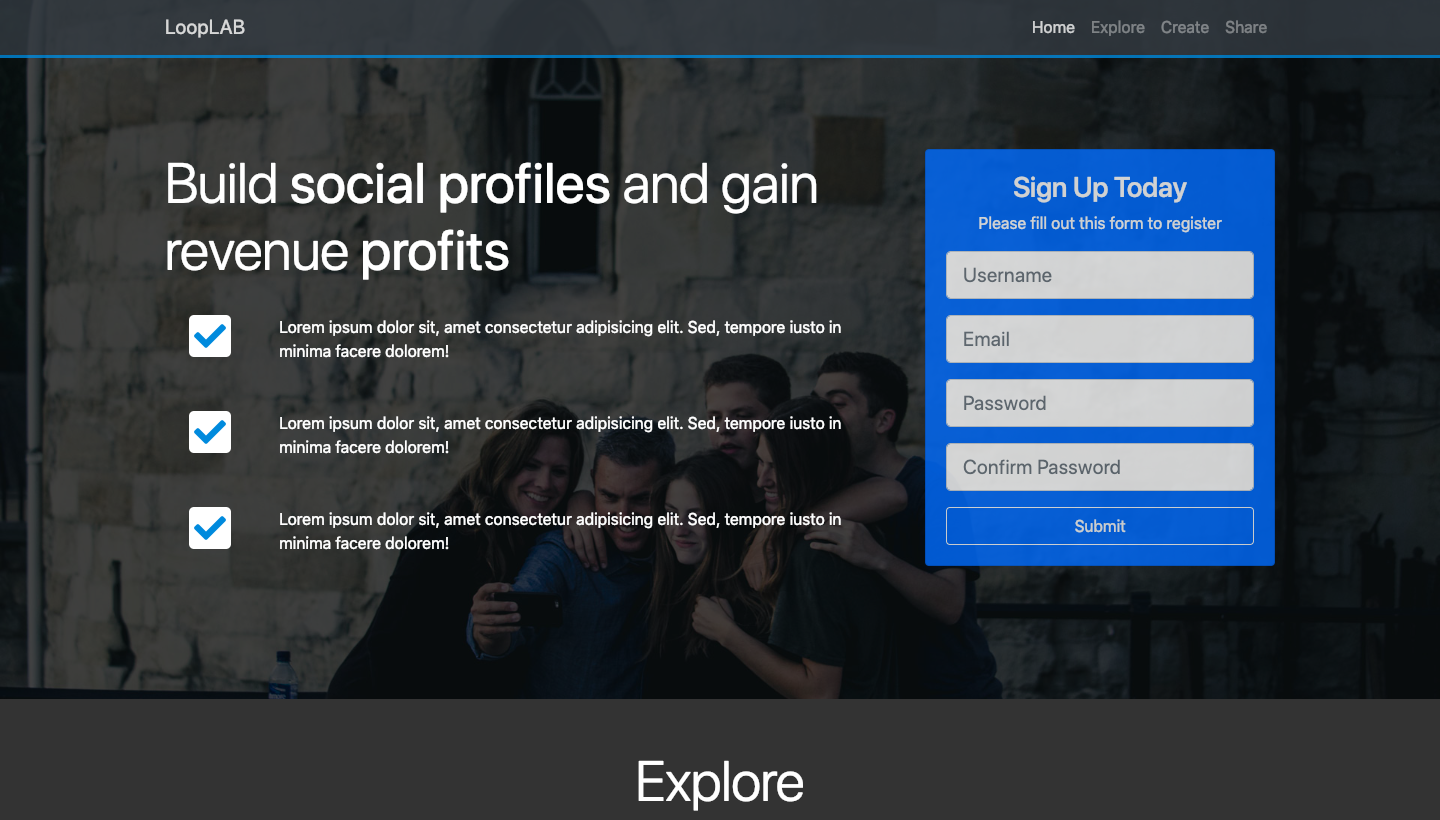 LoopLAB
Home Explore Create Share
Build social profiles and gain
revenue profits
Lorem ipsum dolor sit, amet consectetur adipisicing elit. Sed, tempore iusto in
minima facere dolorem!
Lorem ipsum dolor sit, amet consectetur adipisicing elit. Sed, tempore iusto in
minima facere dolorem!
Lorem ipsum dolor sit, amet consectetur adipisicing elit. Sed, tempore iusto in
minima facere dolorem!
Sign Up Today
Please fill out this form to register
Username
Email
Password
Confirm Password
Submit
Explore